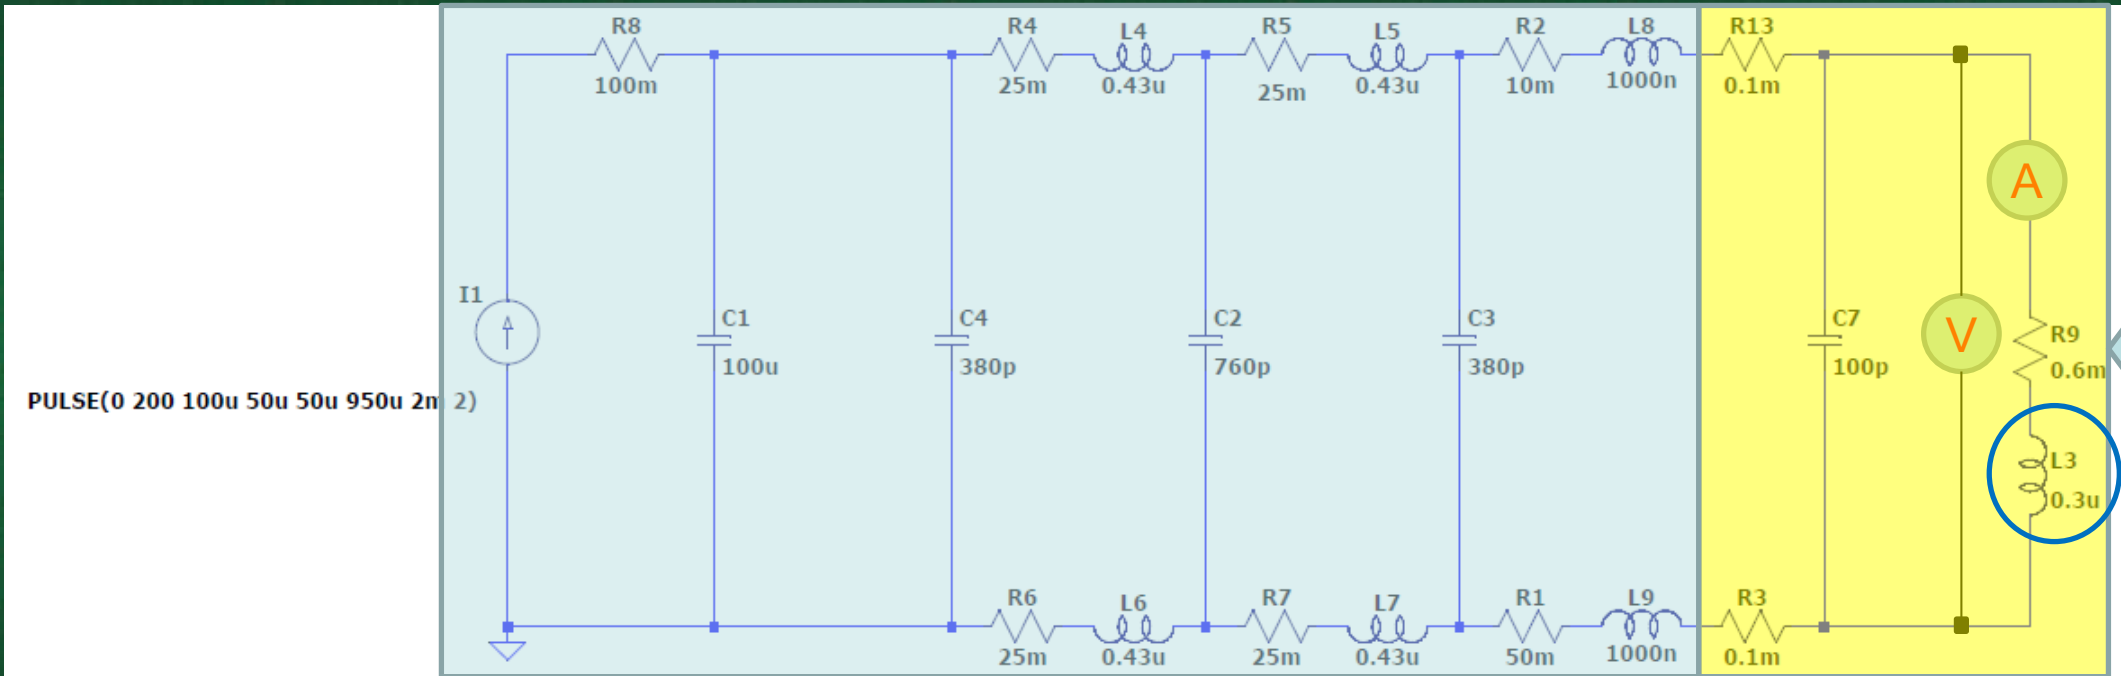 R8
100m
R4
25m
L4
0.43u
R5
25m
L5
0.43u
R2
10m
L8
1000n
R13
0.1m
A
I1
C1
100u
C4
380p
C2
760p
C3
380p
C7
100p
V
R9
0.6m
PULSE(0 200 100u 50u 50u 950u 2m 2)
L3
0.3u
R6
25m
L6
0.43u
R7
25m
L7
0.43u
R1
50m
L9
1000n
R3
0.1m